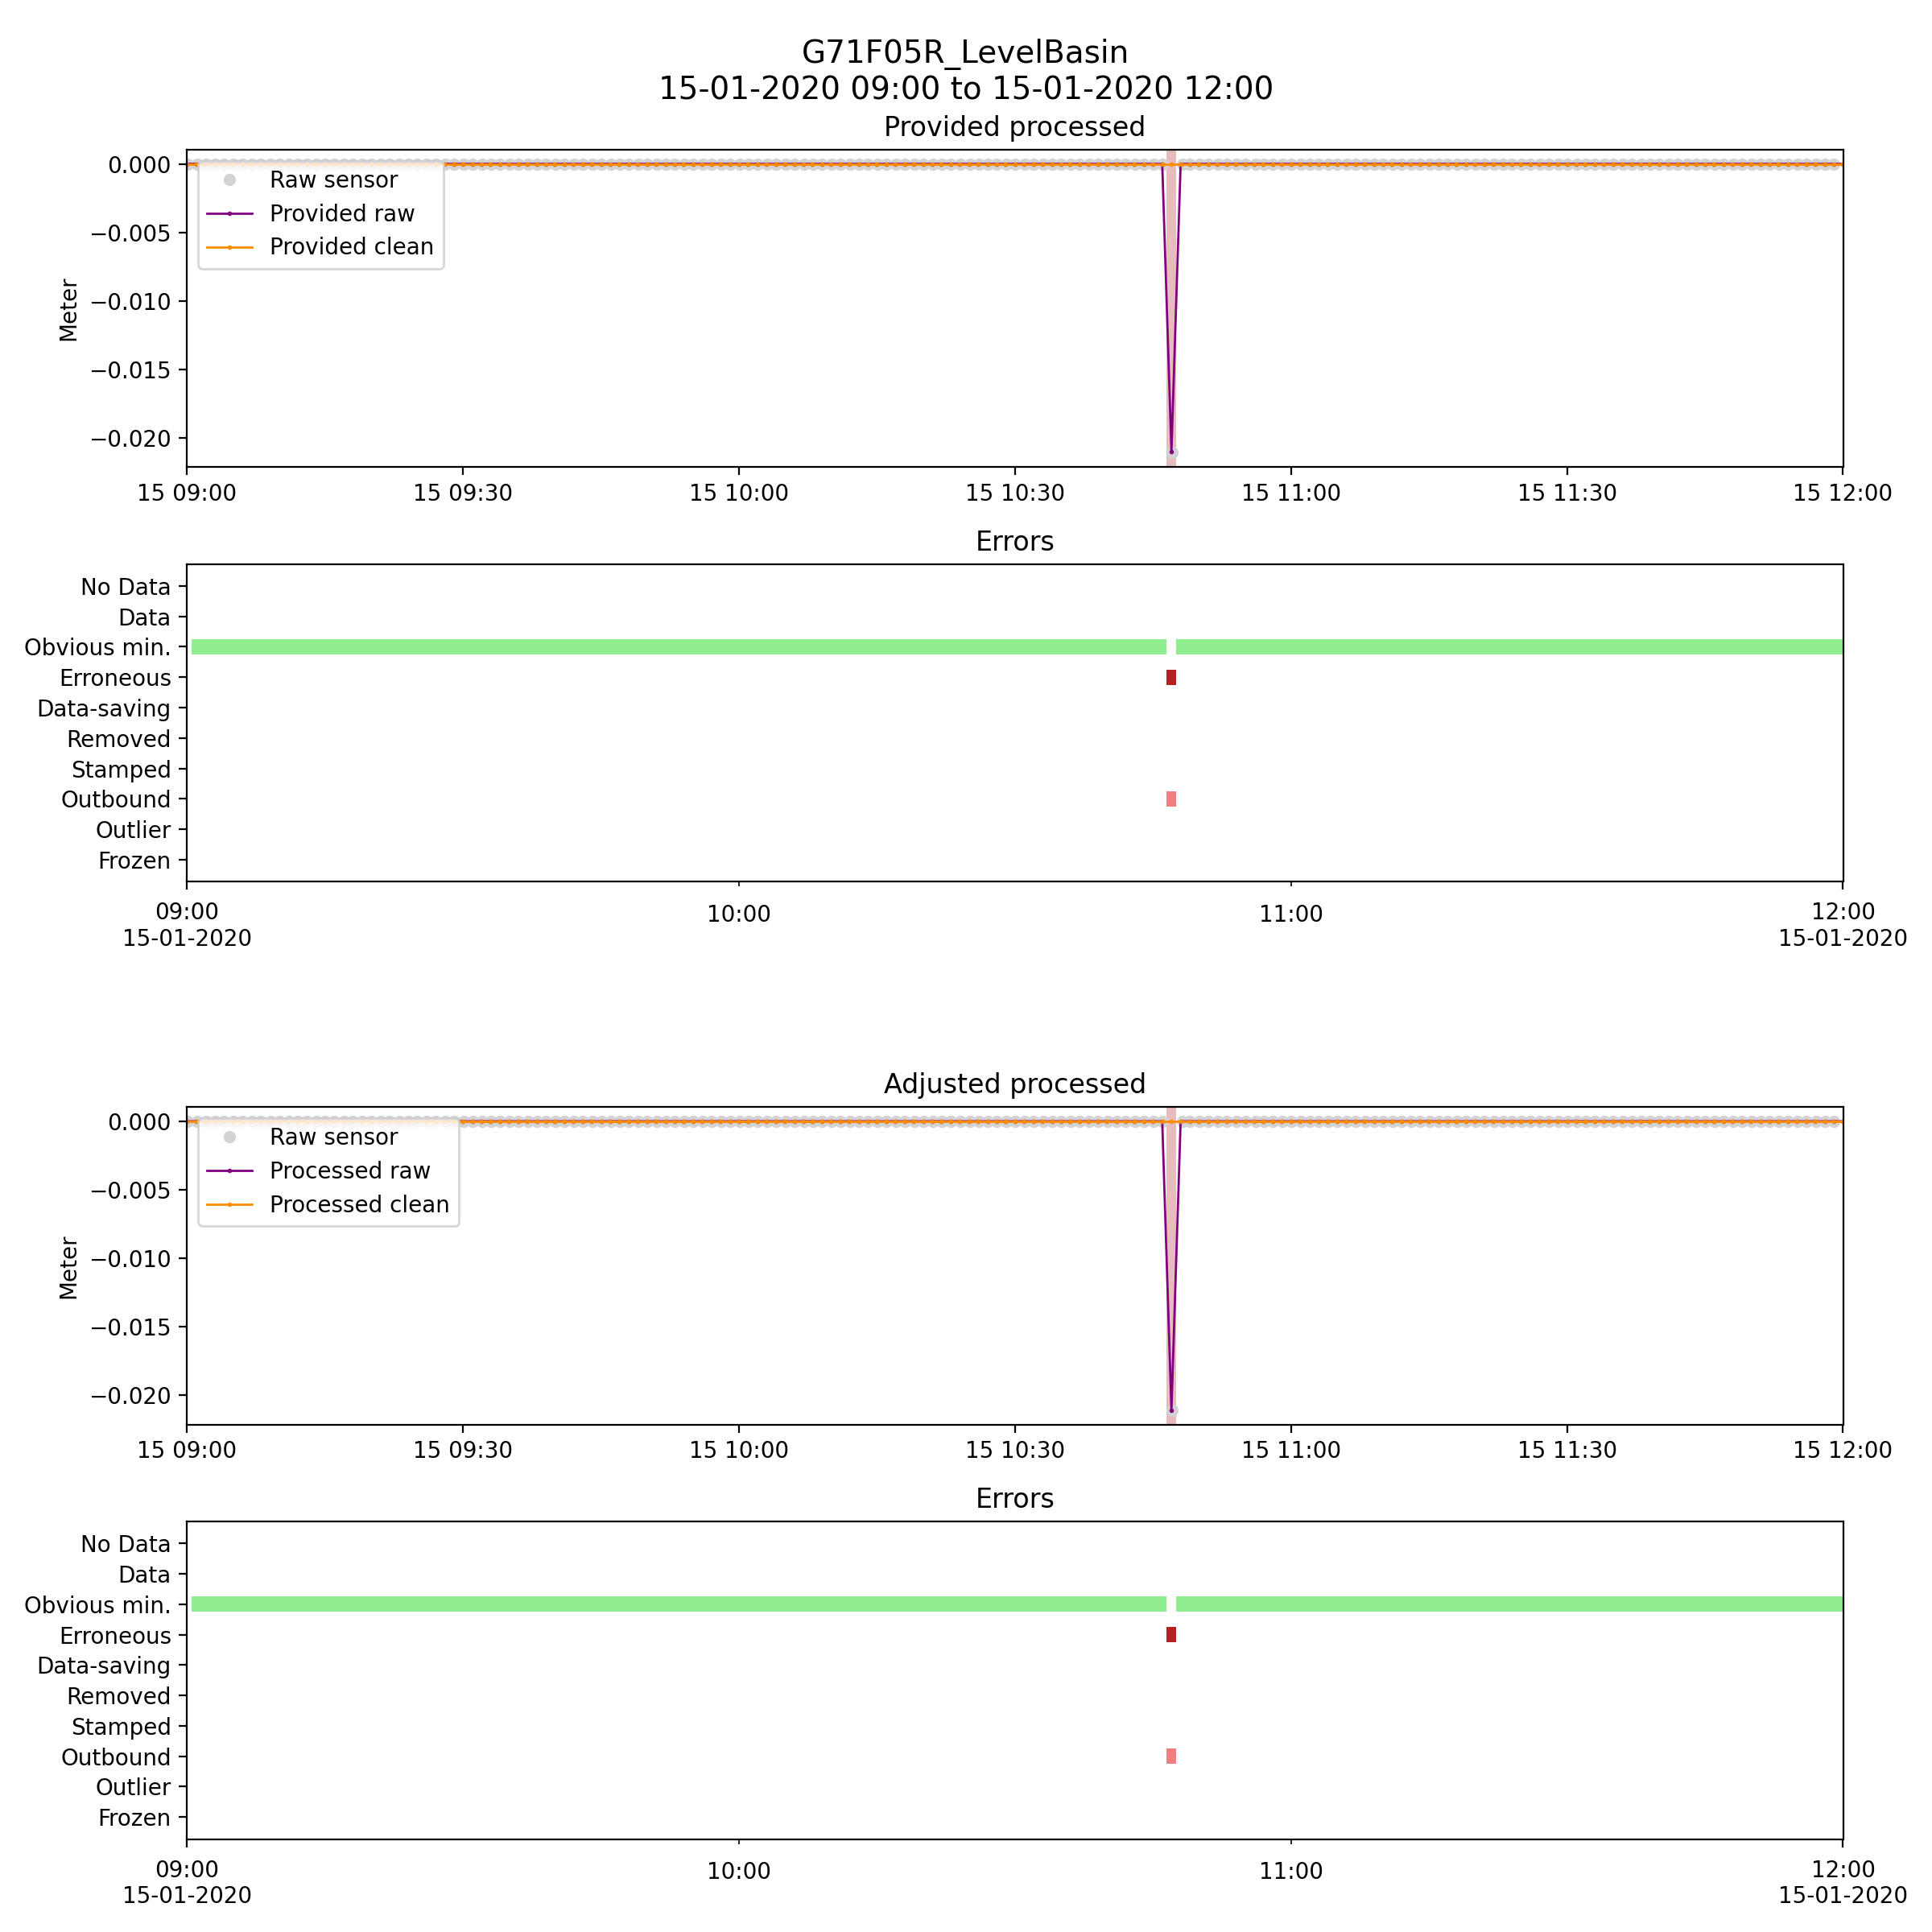 G71F05R_LevelBasin
15-01-2020 09:00 to 15-01-2020 12:00
Provided processed
0.000
−0.005
−0.010
−0.015
−0.020
Meter
Raw sensor
Provided raw
Provided clean
15 09:00 15 09:30 15 10:00 15 10:30 15 11:00 15 11:30 15 12:00
Errors
No Data
Data
Obvious min.
Erroneous
Data-saving
Removed
Stamped
Outbound
Outlier
Frozen
09:00 10:00 11:00 12:00
15-01-2020 15-01-2020
Adjusted processed
0.000
−0.005
−0.010
−0.015
−0.020
Meter
Raw sensor
Processed raw
Processed clean
15 09:00 15 09:30 15 10:00 15 10:30 15 11:00 15 11:30 15 12:00
Errors
No Data
Data
Obvious min.
Erroneous
Data-saving
Removed
Stamped
Outbound
Outlier
Frozen
09:00 10:00 11:00 12:00
15-01-2020 15-01-2020